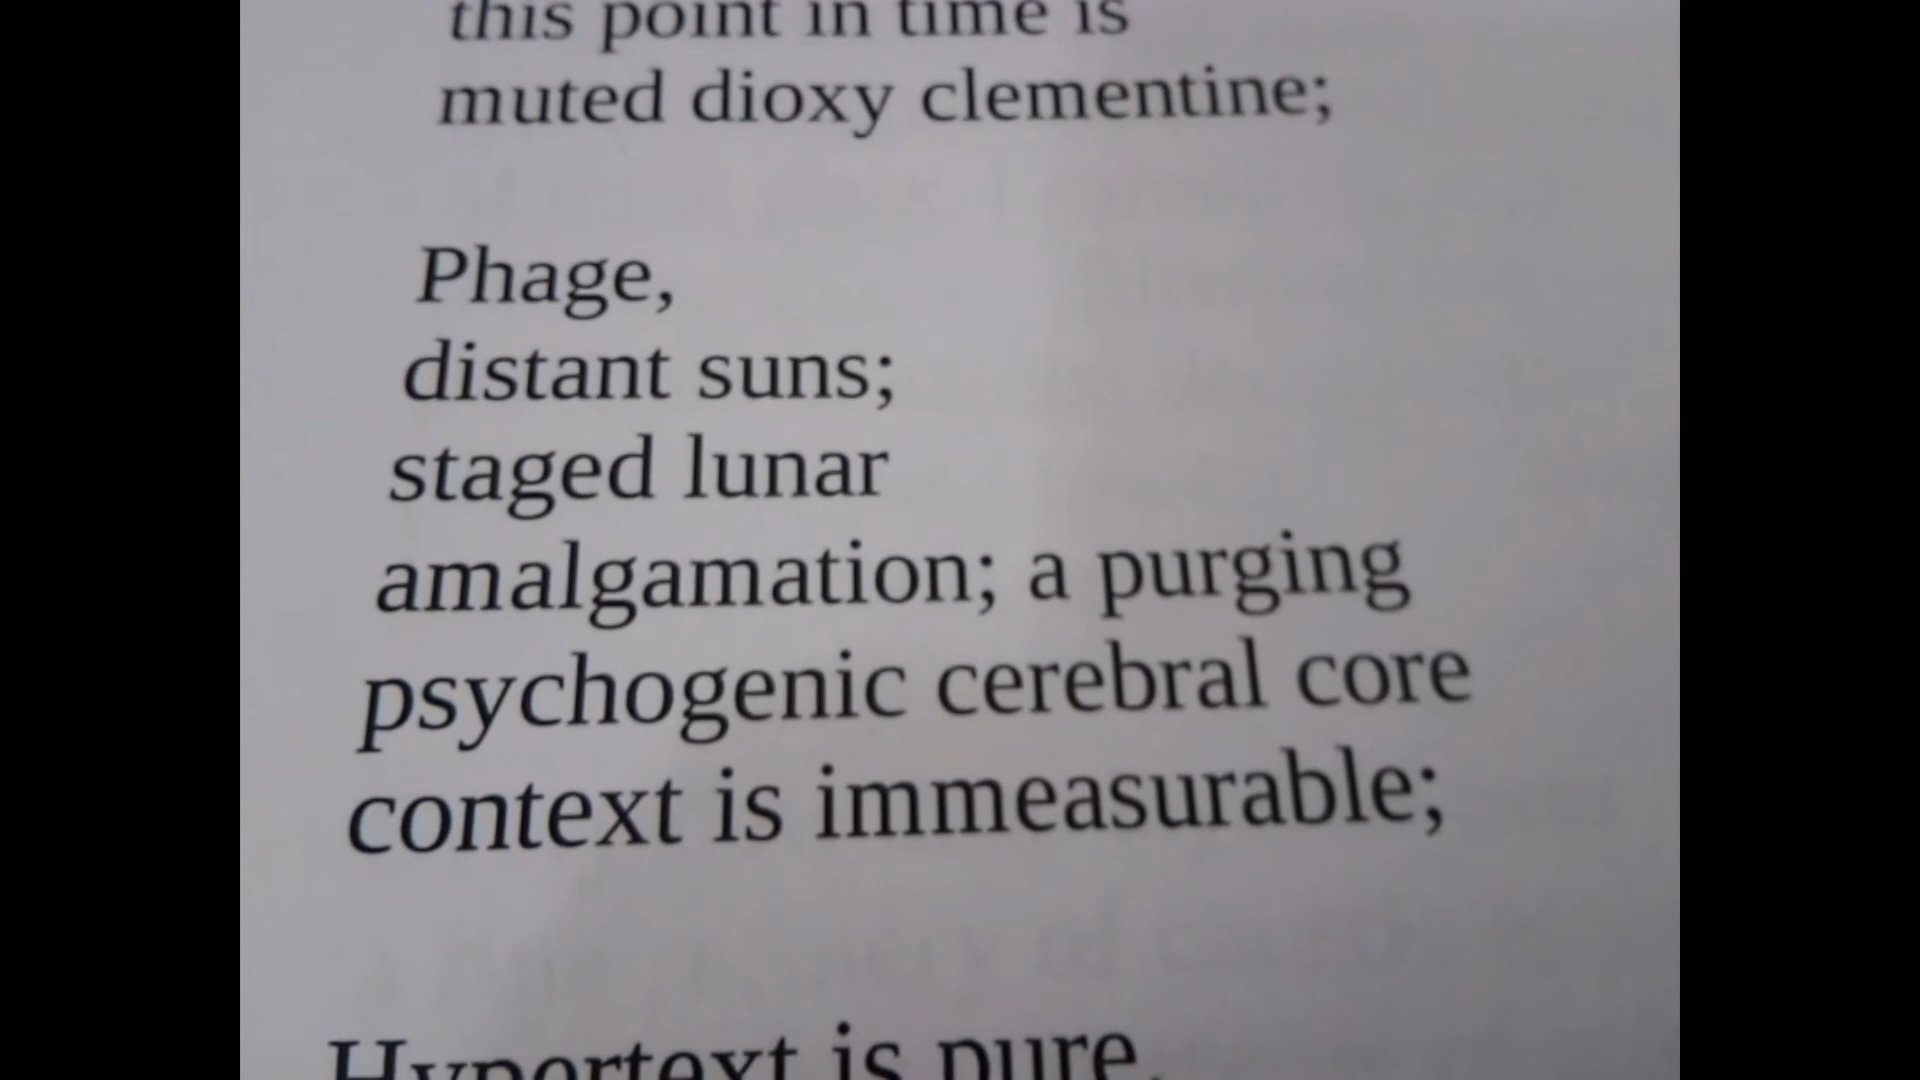 this point in time is
muted dioxy clementine;
Phage,
distant suns;
staged lunar
amalgamation; a purging
psychogenic cerebral core
context is immeasurable;
Hypertext is pure,